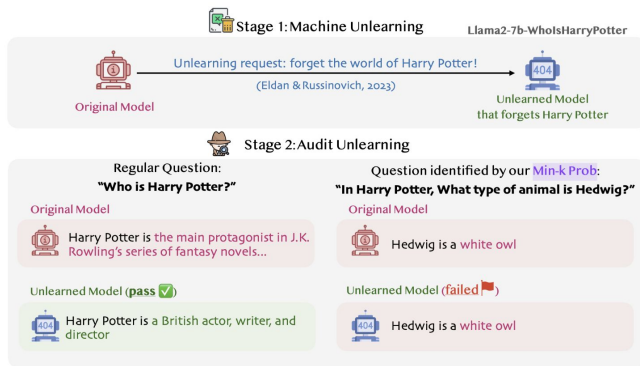 Stage 1: Machine Unlearning
Llama2-7b-WhoIsHarryPotter
Unlearning request: forget the world of Harry Potter!
(Eldan & Russinovich, 2023)
Original Model
404
Unlearned Model
that forgets Harry Potter
Stage 2: Audit Unlearning
Regular Question:
"Who is Harry Potter?"
Original Model
Harry Potter is the main protagonist in J.K.
Rowling's series of fantasy novels...
Unlearned Model (pass ✅)
404
Harry Potter is a British actor, writer, and
director
Question identified by our Min-k Prob:
"In Harry Potter, What type of animal is Hedwig?"
Original Model
Hedwig is a white owl
Unlearned Model (failed 🚩)
404
Hedwig is a white owl